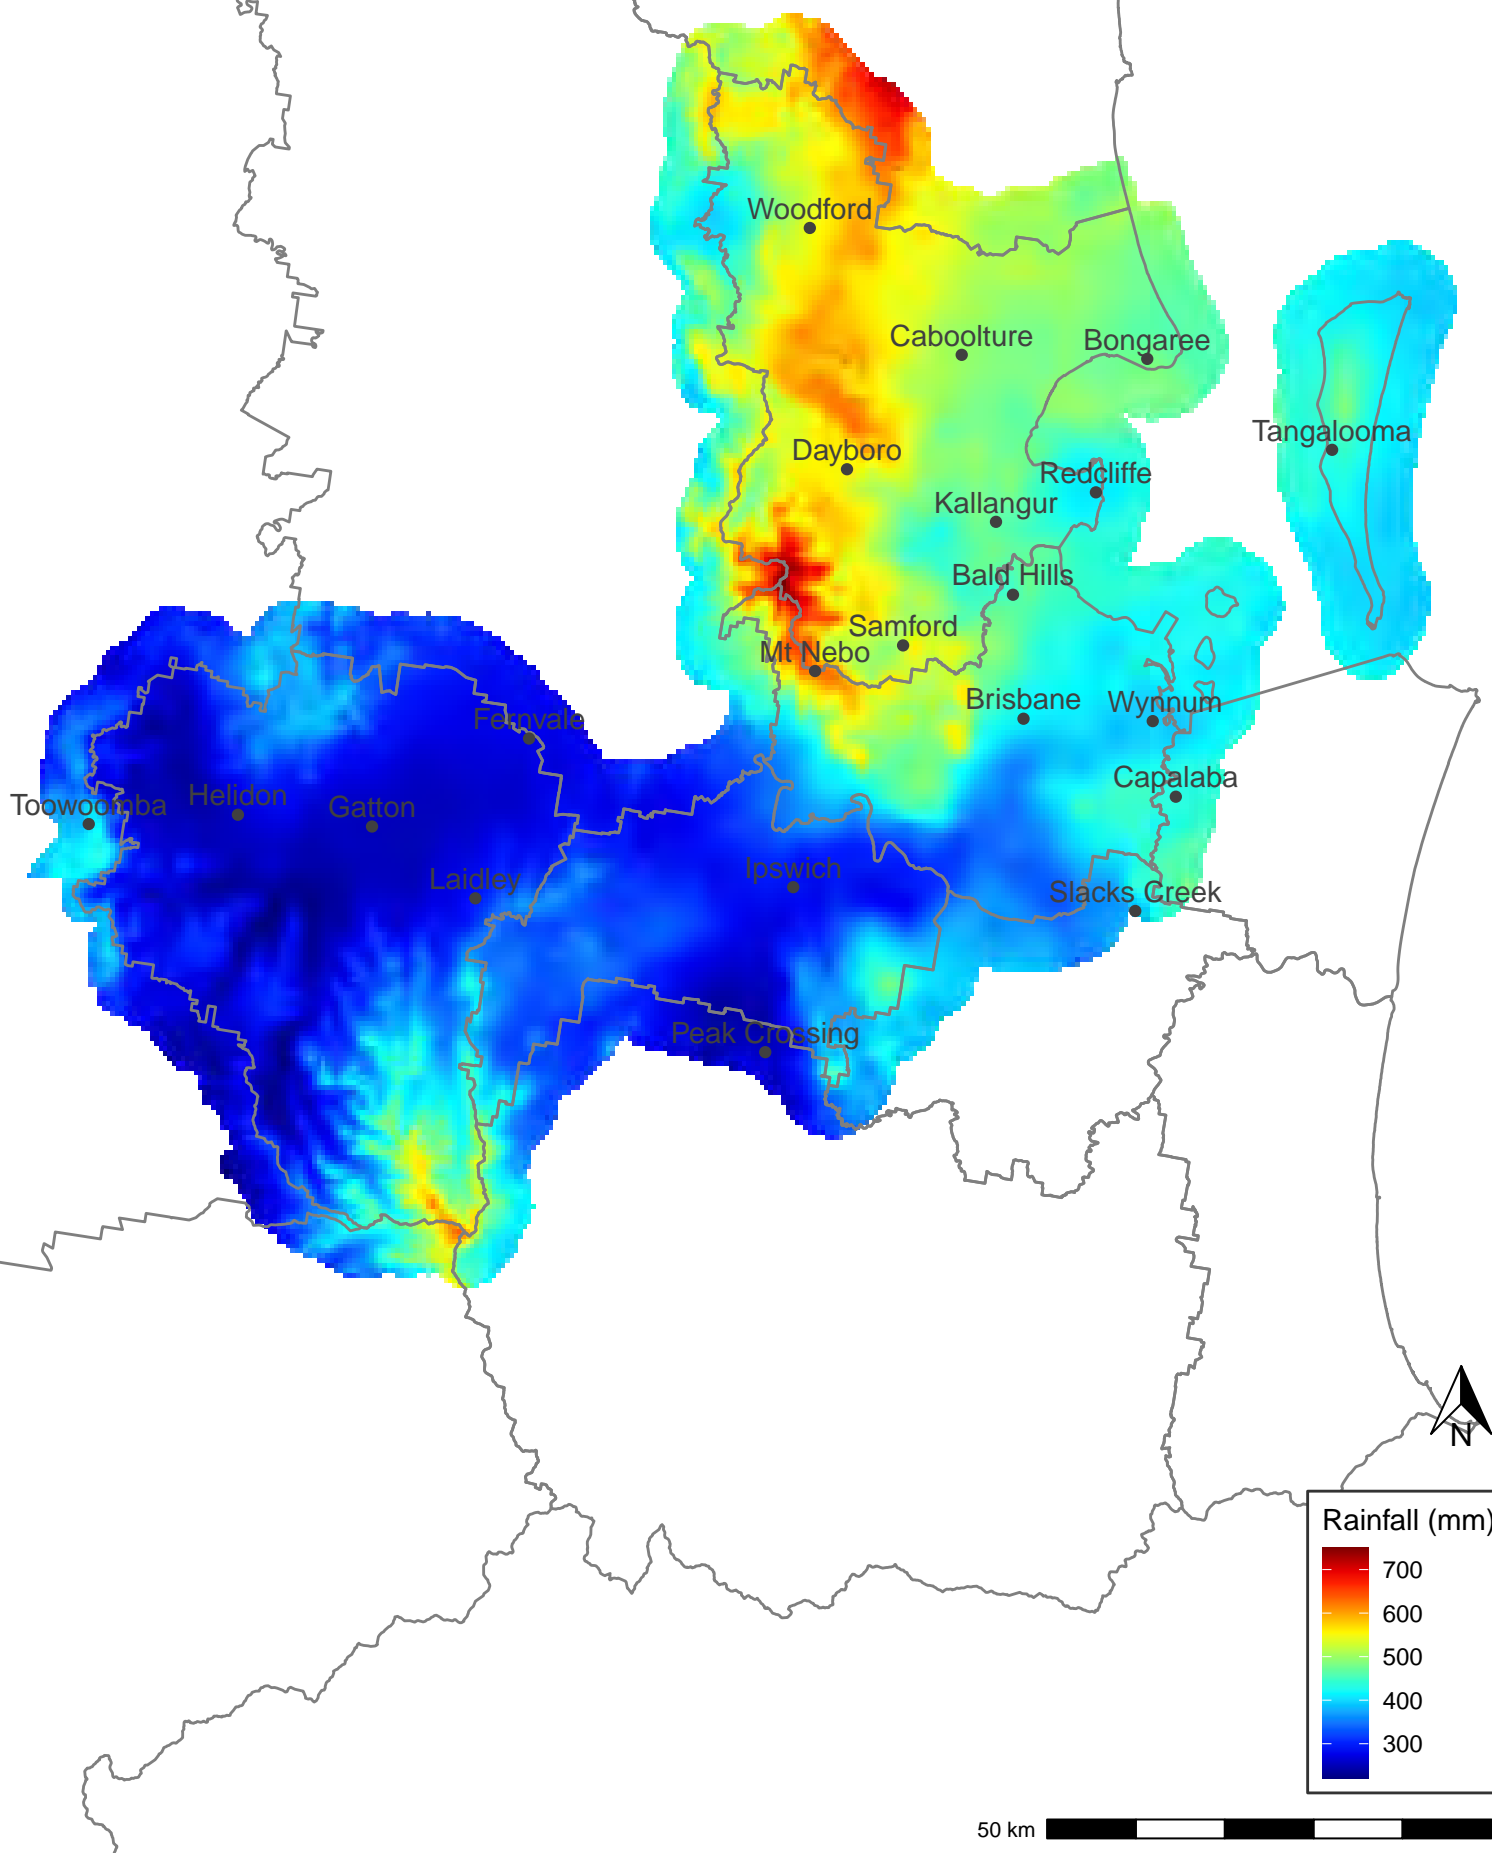 Woodford
Caboolture
Bongaree
Tangalooma
Dayboro
Redcliffe
Kallangur
Bald Hills
Samford
Mt Nebo
Brisbane
Wynnum
Fernvale
Capalaba
Toowoomba
Helidon
Gatton
Ipswich
Laidley
Slacks Creek
Peak Crossing
N
Rainfall (mm)
700
600
500
400
300
50 km